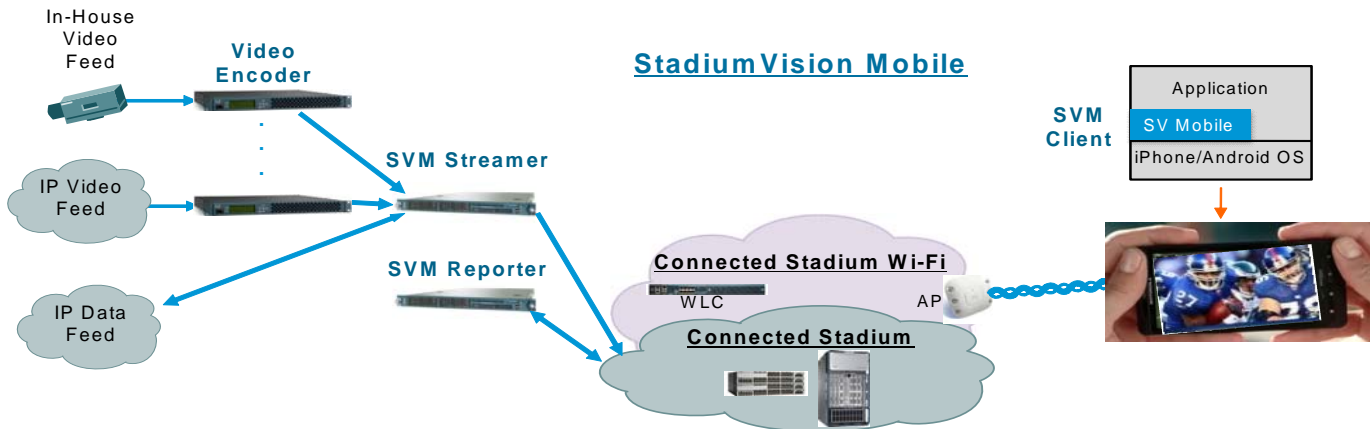 In-House
Video
Feed
Video
Encoder
StadiumVision Mobile
Application
SV Mobile
iPhone/Android OS
SVM
Client
SVM Streamer
IP Video
Feed
SVM Reporter
Connected Stadium Wi-Fi
WLC
AP
IP Data
Feed
Connected Stadium
27